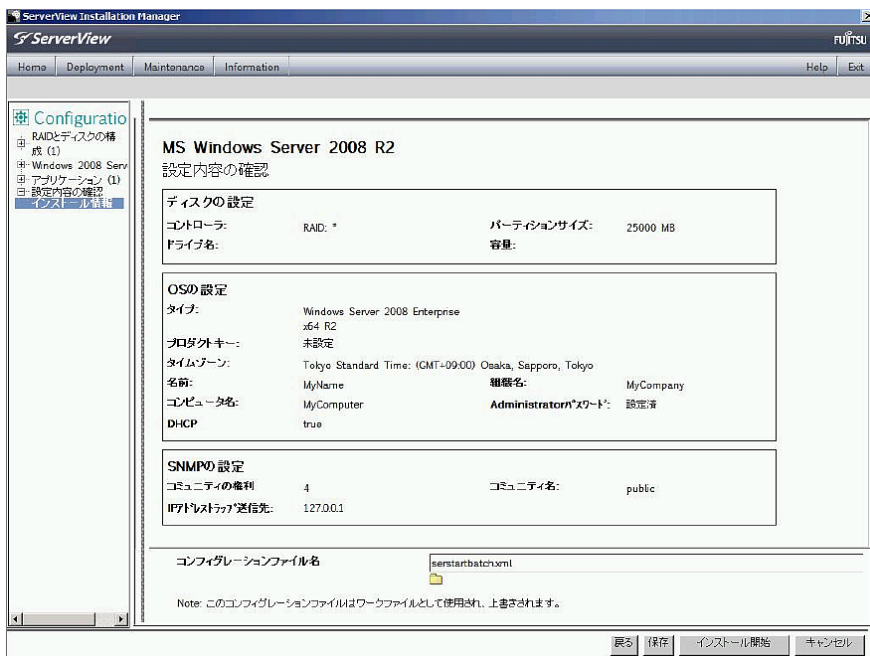 ServerView Installation Manager
ServerView
FUJITSU
Home Deployment Maintenance Information Help Exit
Configuratio
RAIDとディスクの構
成 (1)
Windows 2008 Serv
アプリケーション (1)
設定内容の確認
インストール情報
MS Windows Server 2008 R2
設定内容の確認
ディスクの設定
コントローラ: RAID: * パーティションサイズ: 25000 MB
ドライブ名: 容量:
OSの設定
タイプ: Windows Server 2008 Enterprise
x64 R2
プロダクトキー: 未設定
タイムゾーン: Tokyo Standard Time: (GMT+09:00) Osaka, Sapporo, Tokyo
名前: MyName 組織名: MyCompany
コンピュータ名: MyComputer Administratorパスワード: 設定済
DHCP true
SNMPの設定
コミュニティの権利 4 コミュニティ名: public
IPアドレストラップ送信先: 127.0.0.1
コンフィグレーションファイル名 serstartbatch.xml
Note: このコンフィグレーションファイルはワークファイルとして使用され、上書きされます。
戻る 保存 インストール開始 キャンセル